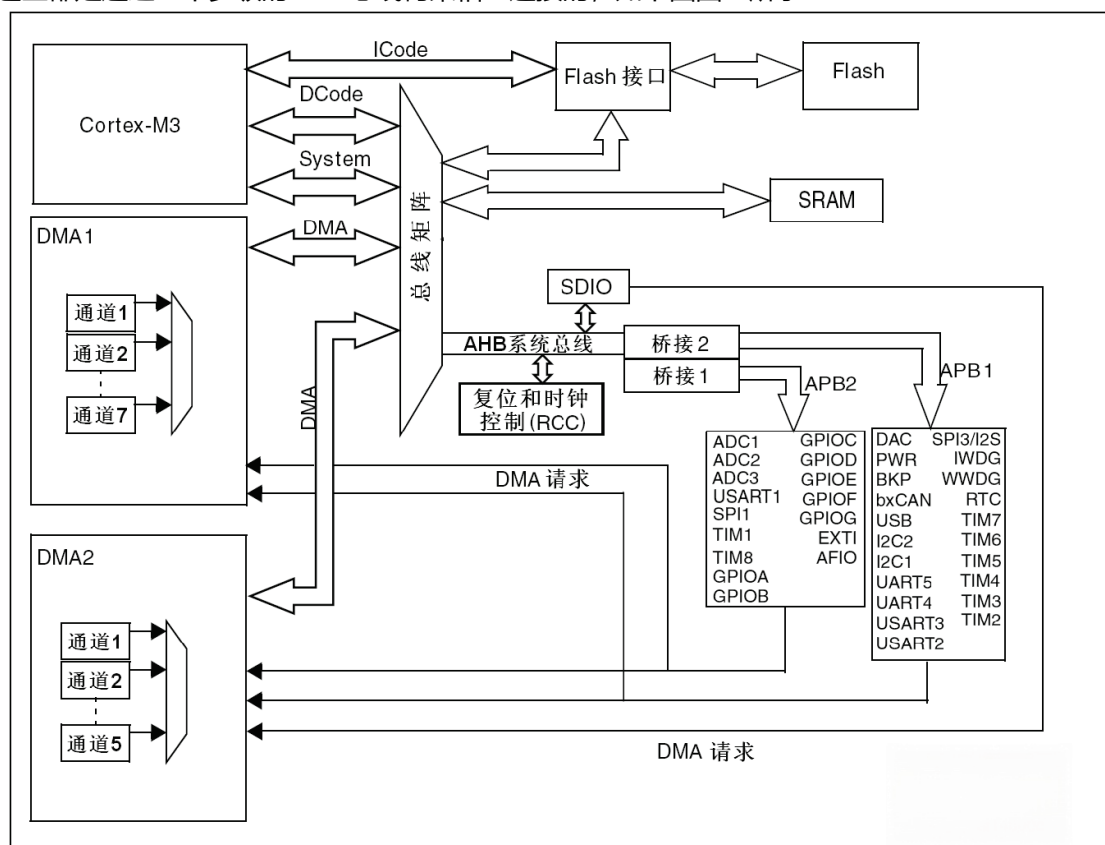 ICode
DCode
System
DMA
Cortex-M3
Flash 接口
Flash
SRAM
总线矩阵
DMA1
通道1
通道2
通道7
DMA
SDIO
AHB系统总线
桥接2
桥接1
复位和时钟
控制(RCC)
APB2
APB1
ADC1 GPIOC
ADC2 GPIOD
ADC3 GPIOE
USART1 GPIOF
SPI1 GPIOG
TIM1 EXTI
TIM8 AFIO
GPIOA
GPIOB
DAC SPI3/I2S
PWR IWDG
BKP WWDG
bxCAN RTC
USB TIM7
I2C2 TIM6
I2C1 TIM5
UART5 TIM4
UART4 TIM3
USART3 TIM2
USART2
DMA 请求
DMA2
通道1
通道2
通道5
DMA 请求